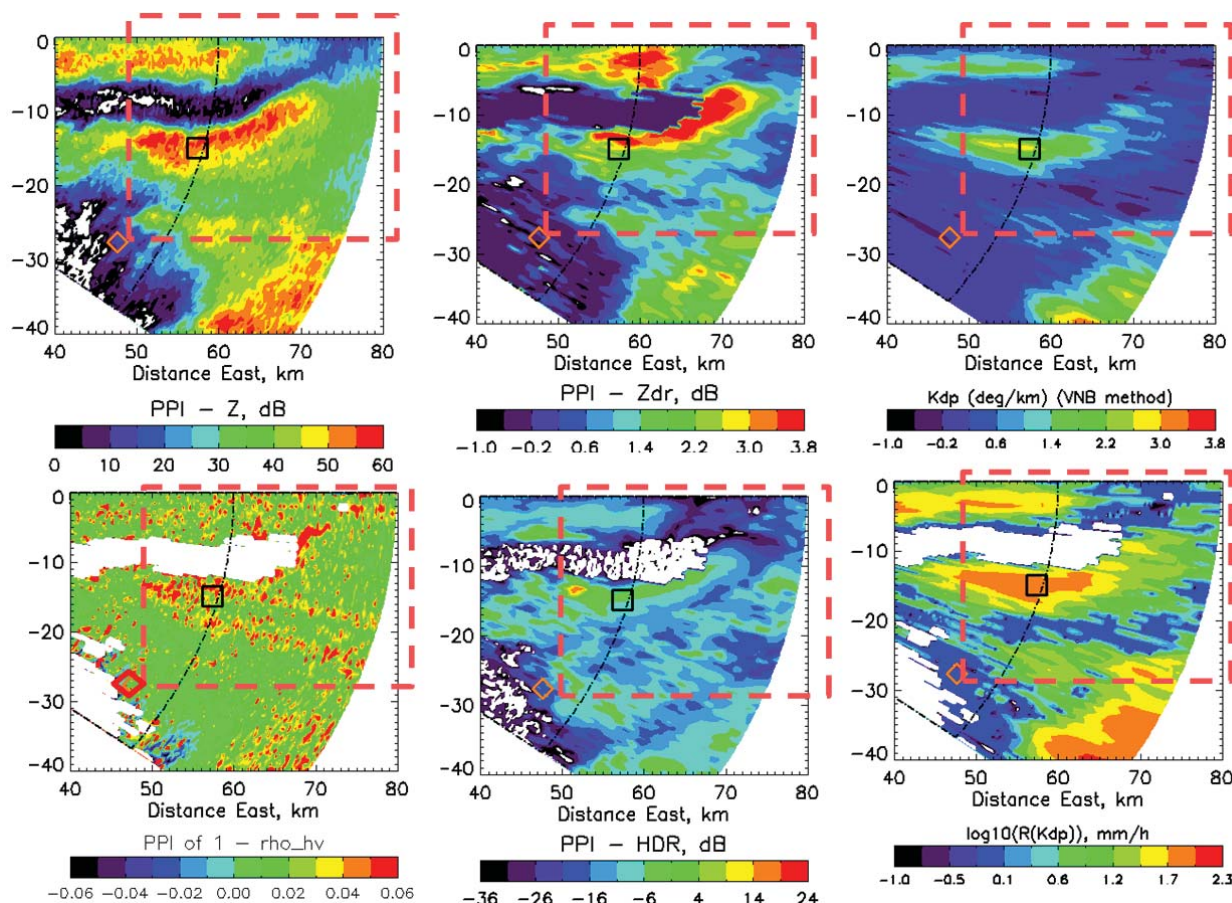 0
−10
−20
−30
−40
40 50 60 70 80
Distance East, km
PPI − Z, dB
0 10 20 30 40 50 60
0
−10
−20
−30
−40
40 50 60 70 80
Distance East, km
PPI − Zdr, dB
−1.0 −0.2 0.6 1.4 2.2 3.0 3.8
0
−10
−20
−30
−40
40 50 60 70 80
Distance East, km
Kdp (deg/km) (VNB method)
−1.0 −0.2 0.6 1.4 2.2 3.0 3.8
0
−10
−20
−30
−40
40 50 60 70 80
Distance East, km
PPI of 1 − rho_hv
−0.06 −0.04 −0.02 0.00 0.02 0.04 0.06
0
−10
−20
−30
−40
40 50 60 70 80
Distance East, km
PPI − HDR, dB
−36 −26 −16 −6 4 14 24
0
−10
−20
−30
−40
40 50 60 70 80
Distance East, km
log10(R(Kdp)), mm/h
−1.0 −0.5 0.1 0.6 1.2 1.7 2.3